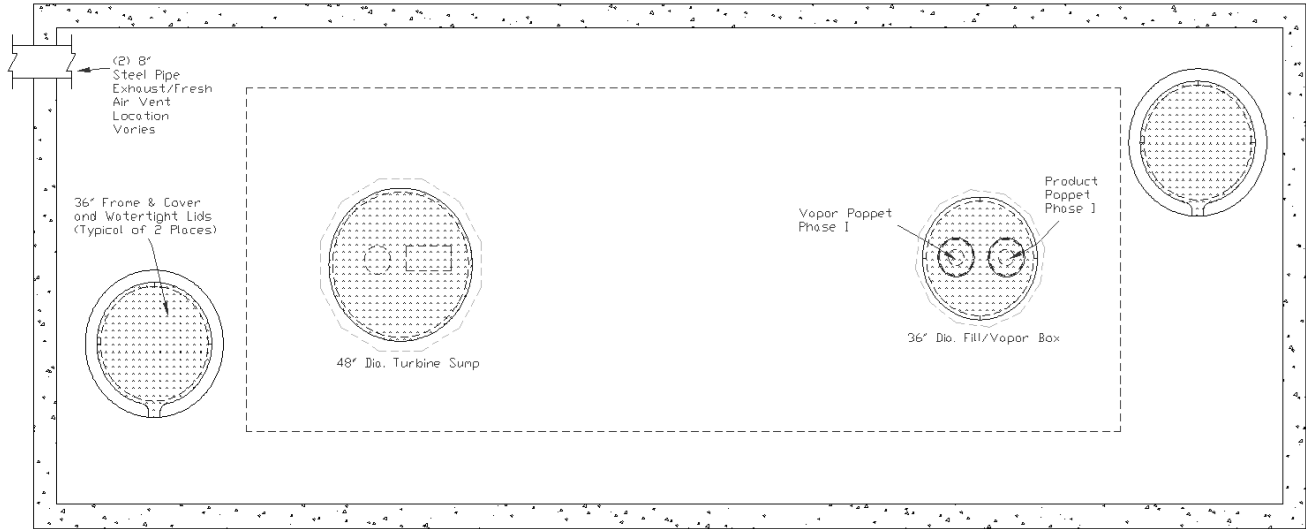 (2) 8"
Steel Pipe
Exhaust/Fresh
Air Vent
Location
Varies
36" Frame & Cover
and Watertight Lids
(Typical of 2 Places)
48" Dia. Turbine Sump
Vapor Poppet
Phase I
Product
Poppet
Phase I
36" Dia. Fill/Vapor Box